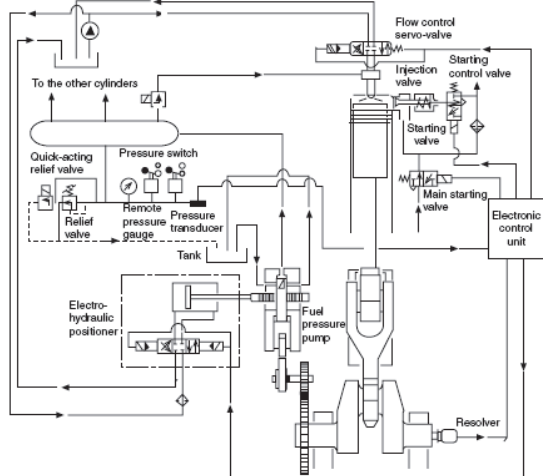 Flow control
servo-valve
Injection
valve
Starting
control valve
To the other cylinders
Starting
valve
Quick-acting
relief valve
Pressure switch
Main starting
valve
Remote
pressure
gauge
Pressure
transducer
Relief
valve
Electronic
control
unit
Tank
Electro-
hydraulic
positioner
Fuel
pressure
pump
Resolver